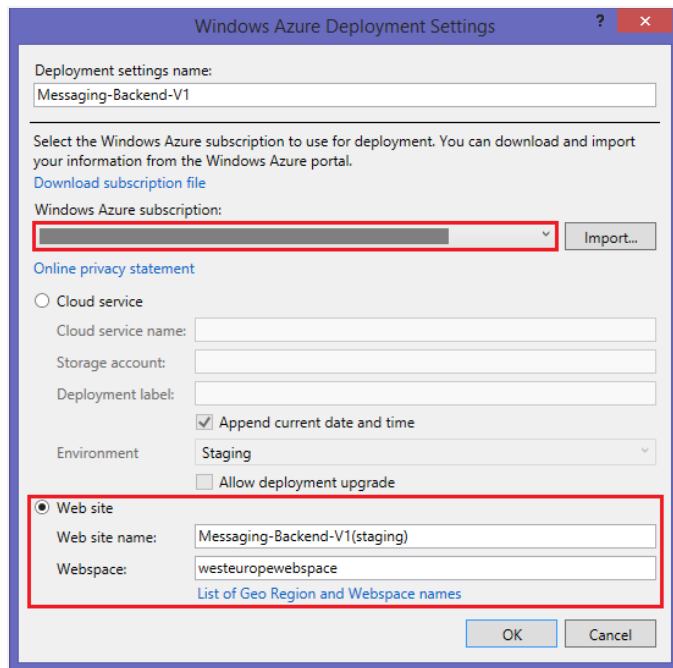 Windows Azure Deployment Settings
?
Deployment settings name:
Messaging-Backend-V1
Select the Windows Azure subscription to use for deployment. You can download and import
your information from the Windows Azure portal.
Download subscription file
Windows Azure subscription:
Import...
Online privacy statement
Cloud service
Cloud service name:
Storage account:
Deployment label:
Append current date and time
Environment
Staging
Allow deployment upgrade
Web site
Web site name:
Messaging-Backend-V1(staging)
Webspace:
westeuropewebspace
List of Geo Region and Webspace names
OK
Cancel